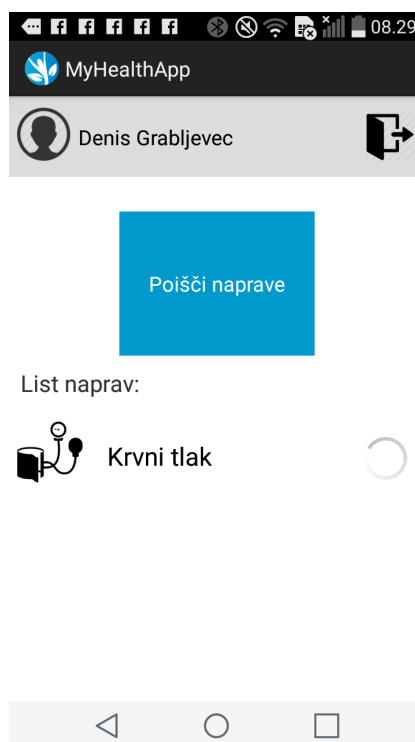 08.29
MyHealthApp
Denis Grabljevec
Poišči naprave
List naprav:
Krvni tlak